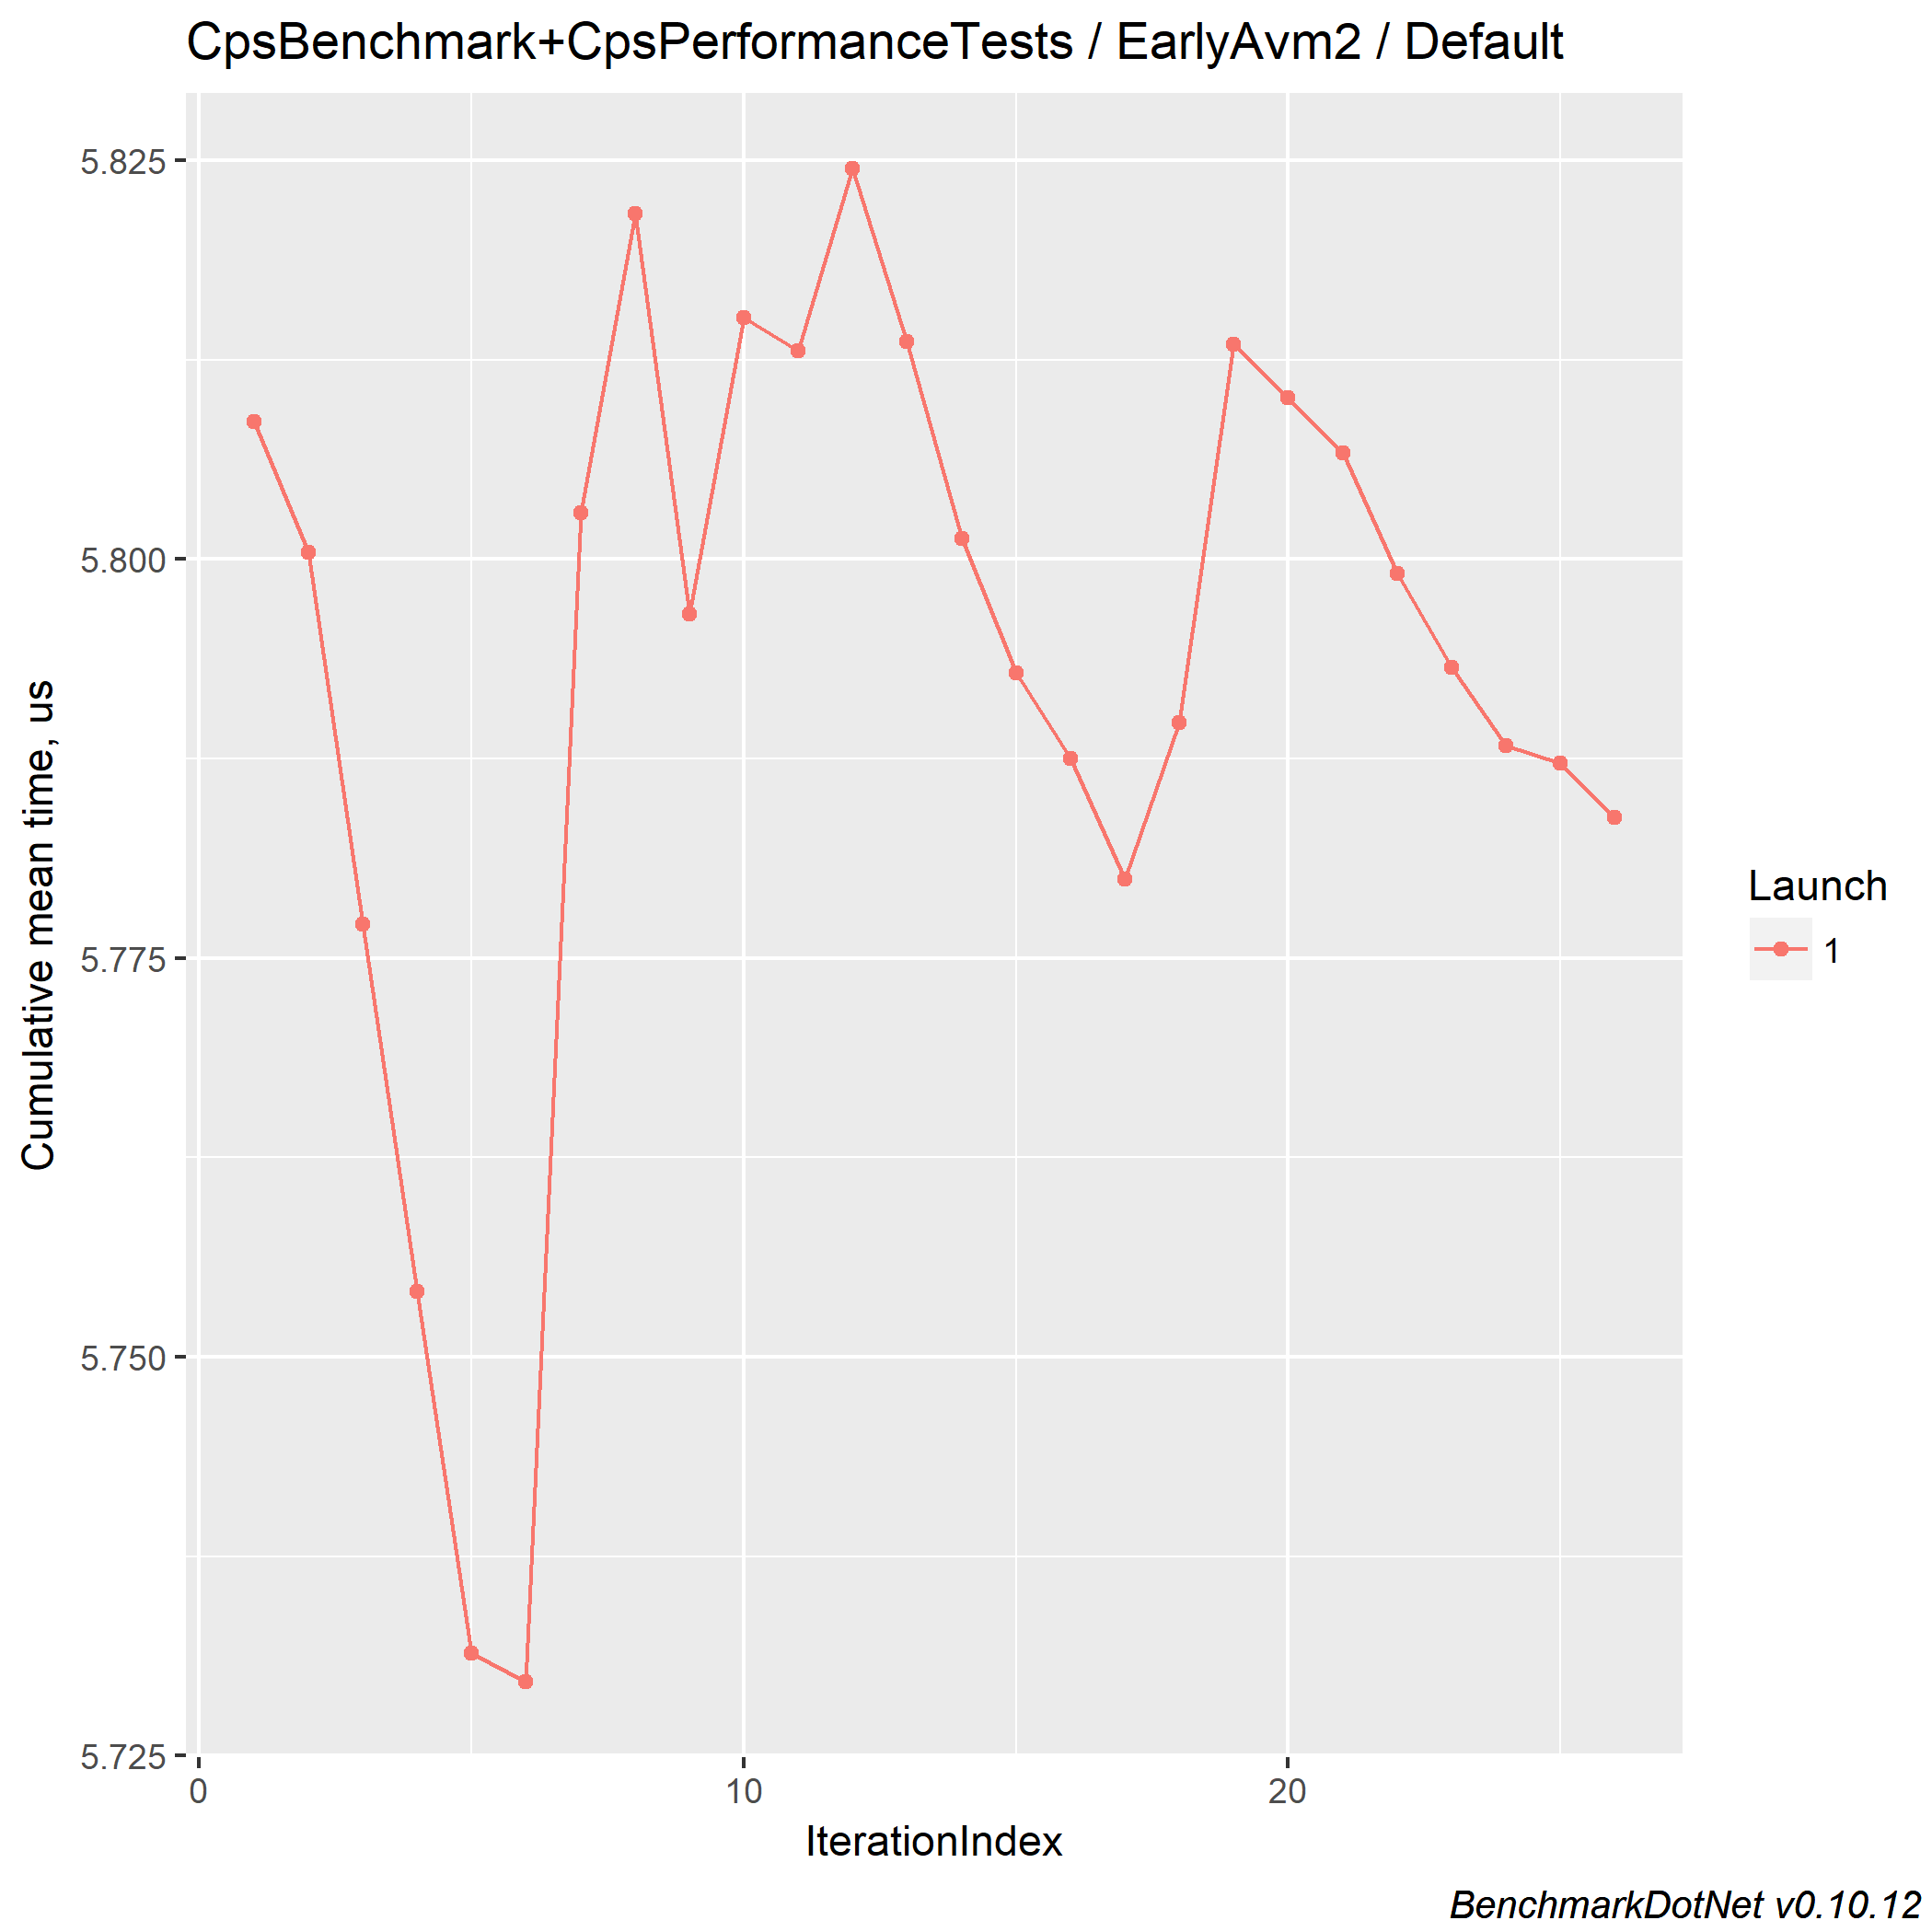 CpsBenchmark+CpsPerformanceTests / EarlyAvm2 / Default
Cumulative mean time, us
5.825
5.800
5.775
5.750
5.725
0
10
20
IterationIndex
Launch
1
BenchmarkDotNet v0.10.12